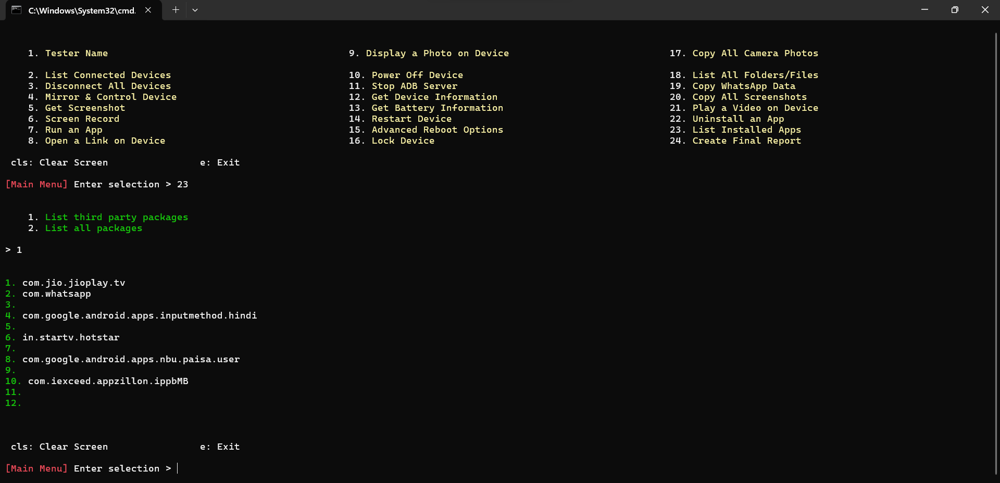 C:\Windows\System32\cmd.
1. Tester Name 9. Display a Photo on Device 17. Copy All Camera Photos
2. List Connected Devices 10. Power Off Device 18. List All Folders/Files
3. Disconnect All Devices 11. Stop ADB Server 19. Copy WhatsApp Data
4. Mirror & Control Device 12. Get Device Information 20. Copy All Screenshots
5. Get Screenshot 13. Get Battery Information 21. Play a Video on Device
6. Screen Record 14. Restart Device 22. Uninstall an App
7. Run an App 15. Advanced Reboot Options 23. List Installed Apps
8. Open a Link on Device 16. Lock Device 24. Create Final Report
cls: Clear Screen e: Exit
[Main Menu] Enter selection > 23
1. List third party packages
2. List all packages
> 1
1. com.jio.jioplay.tv
2. com.whatsapp
3.
4. com.google.android.apps.inputmethod.hindi
5.
6. in.startv.hotstar
7.
8. com.google.android.apps.nbu.paisa.user
9.
10. com.iexceed.appzillon.ippbMB
11.
12.
cls: Clear Screen e: Exit
[Main Menu] Enter selection >